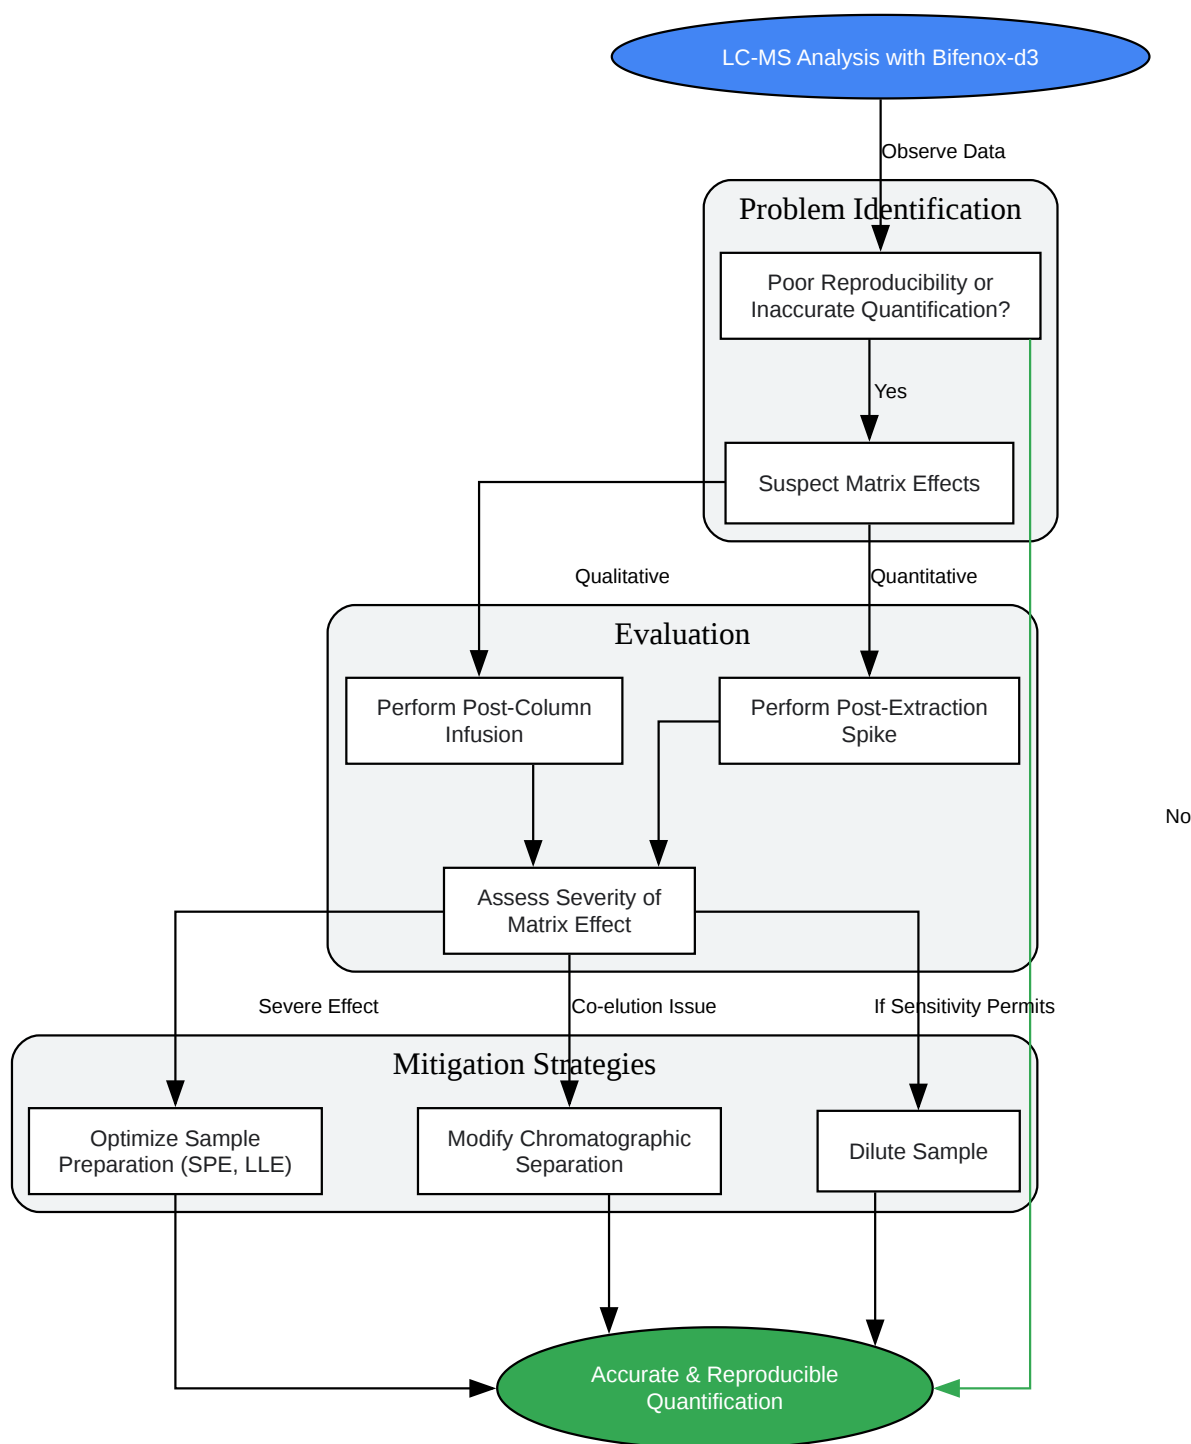 LC-MS Analysis with Bifenox-d3
Observe Data
Problem Identification
Poor Reproducibility or
Inaccurate Quantification?
Yes
Suspect Matrix Effects
Qualitative
Quantitative
Evaluation
Perform Post-Column
Infusion
Perform Post-Extraction
Spike
No
Assess Severity of
Matrix Effect
Severe Effect
Co-elution Issue
If Sensitivity Permits
Mitigation Strategies
Optimize Sample
Preparation (SPE, LLE)
Modify Chromatographic
Separation
Dilute Sample
Accurate & Reproducible
Quantification